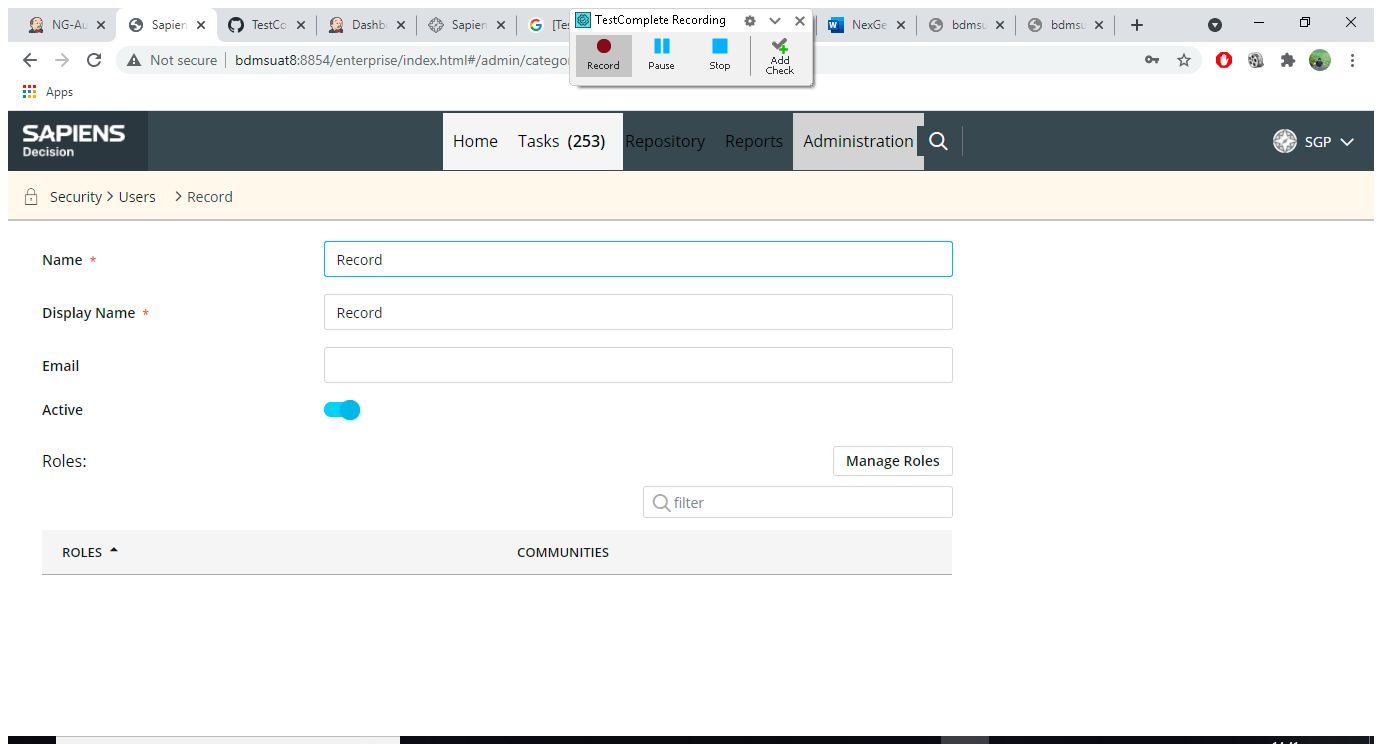 NG-Au
Sapien
TestCo
Dashb
Sapien
[Tes
NexGe
bdmsu
bdmsu
TestComplete Recording
Record
Pause
Stop
Add
Check
Not secure
bdmsuat8:8854/enterprise/index.html#/admin/catego
Apps
SAPIENS
Decision
Home
Tasks (253)
Repository
Reports
Administration
SGP
Security > Users > Record
Name *
Record
Display Name *
Record
Email
Active
Roles:
Manage Roles
filter
ROLES
COMMUNITIES